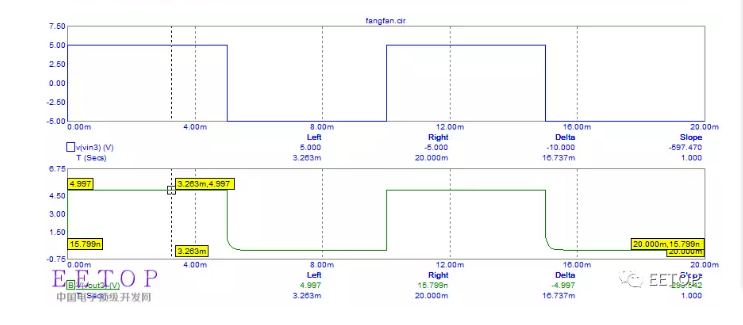 fangfan.cir
7.50
5.00
2.50
0.00
-2.50
-5.00
0.00m 4.00m 8.00m 12.00m 16.00m 20.00m
Left Right Delta Slope
v(vin3) (V) 5.000 -5.000 -10.000 -597.470
T (Secs) 3.263m 20.000m 16.737m 1.000
6.75
4.997 3.263m,4.997
4.50
3.00
1.50
15.799n 20.000m,15.799n
3.263m 20.000m
-0.75
0.00m 4.00m 8.00m 12.00m 16.00m
Left Right Delta
4.997 15.799n -4.997
T (Secs) 3.263m 20.000m 16.737m 1.000
EETOP
中国电子顶级开发网
EETOP